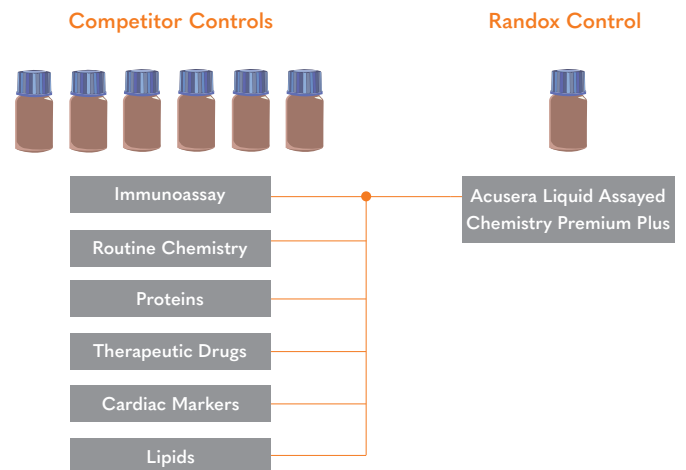 Competitor Controls
Randox Control
Immunoassay
Routine Chemistry
Proteins
Therapeutic Drugs
Cardiac Markers
Lipids
Acusera Liquid Assayed
Chemistry Premium Plus